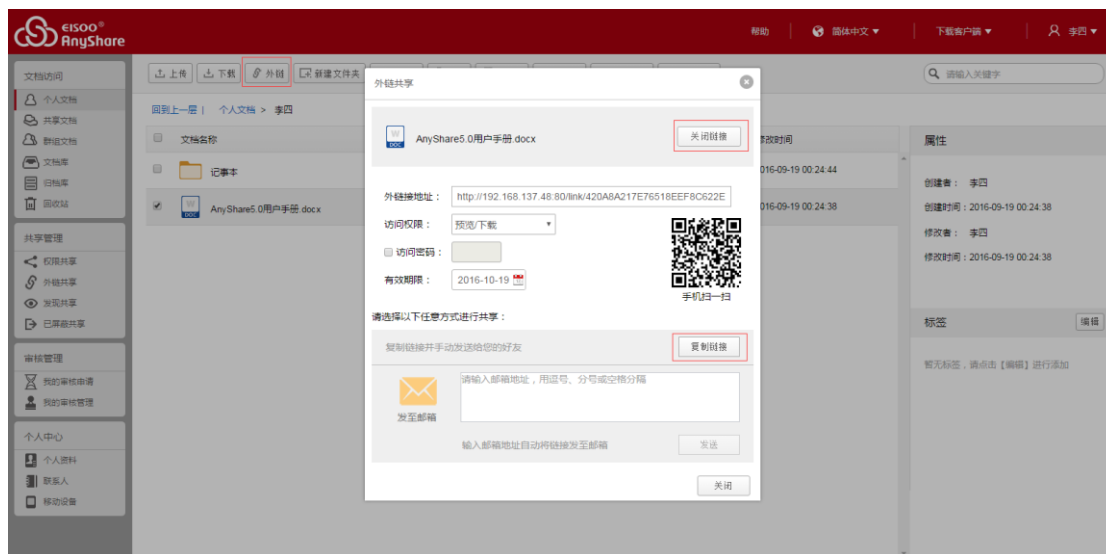 EISOO®
AnyShare
帮助
简体中文
下载客户端
李四
上传
下载
外链
新建文件夹
请输入关键字
文档访问
个人文档
共享文档
群组文档
文档库
归档库
回收站
共享管理
权限共享
外链共享
发现共享
已屏蔽共享
审核管理
我的审核申请
我的审核管理
个人中心
个人资料
联系人
移动设备
回到上一层 | 个人文档 > 李四
文档名称
修改时间
记事本
016-09-19 00:24:44
AnyShare5.0用户手册.docx
016-09-19 00:24:38
外链共享
AnyShare5.0用户手册.docx
关闭链接
外链接地址：
http://192.168.137.48:80/link/420A8A217E76518EEF8C622E
访问权限：
预览/下载
访问密码：
有效期限：
2016-10-19
手机扫一扫
请选择以下任意方式进行共享：
复制链接并手动发送给您的好友
复制链接
请输入邮箱地址，用逗号、分号或空格分隔
发至邮箱
输入邮箱地址自动将链接发至邮箱
发送
关闭
属性
创建者： 李四
创建时间：2016-09-19 00:24:38
修改者： 李四
修改时间：2016-09-19 00:24:38
标签
编辑
暂无标签，请点击【编辑】进行添加